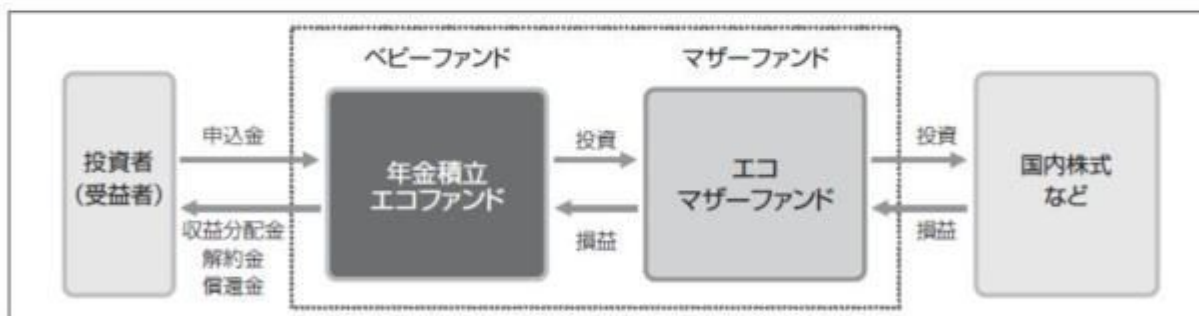 ベビーファンド
マザーファンド
投資者
(受益者)
申込金
収益分配金
解約金
償還金
年金積立
エコファンド
投資
損益
エコ
マザーファンド
投資
損益
国内株式
など